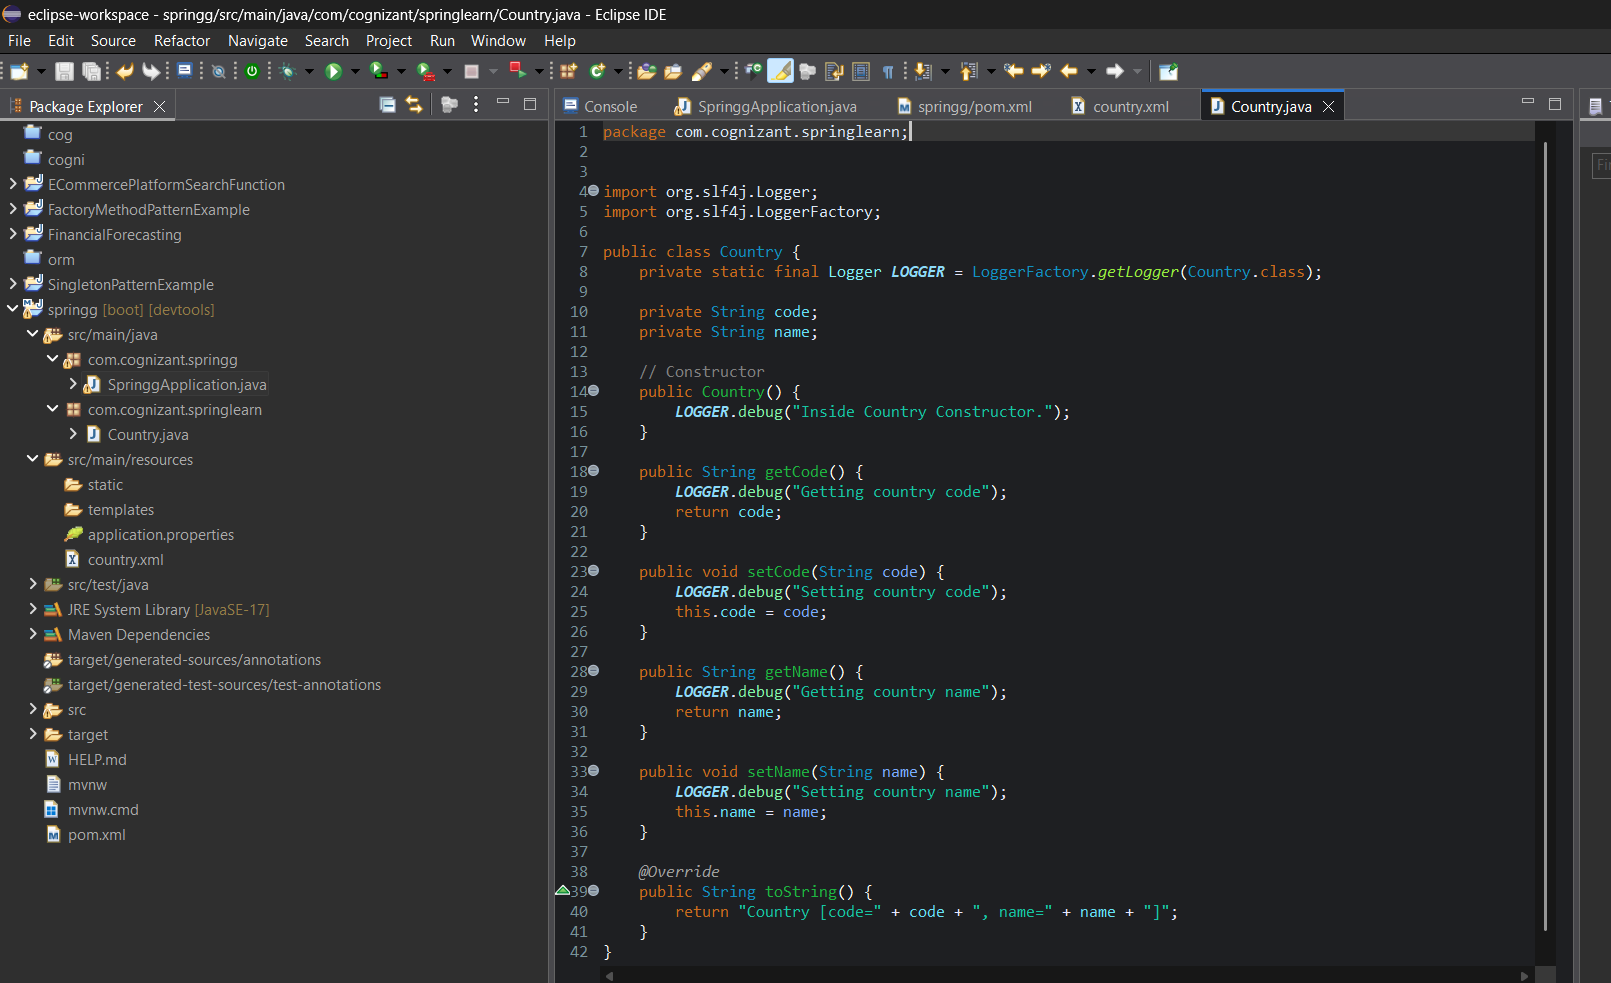 eclipse-workspace - springg/src/main/java/com/cognizant/springlearn/Country.java - Eclipse IDE
File Edit Source Refactor Navigate Search Project Run Window Help
Package Explorer
cog
cogni
ECommercePlatformSearchFunction
FactoryMethodPatternExample
FinancialForecasting
orm
SingletonPatternExample
springg [boot] [devtools]
src/main/java
com.cognizant.springg
SpringgApplication.java
com.cognizant.springlearn
Country.java
src/main/resources
static
templates
application.properties
country.xml
src/test/java
JRE System Library [JavaSE-17]
Maven Dependencies
target/generated-sources/annotations
target/generated-test-sources/test-annotations
src
target
HELP.md
mvnw
mvnw.cmd
pom.xml
Console SpringgApplication.java springg/pom.xml country.xml Country.java
1 package com.cognizant.springlearn;
2
3
4 import org.slf4j.Logger;
5 import org.slf4j.LoggerFactory;
6
7 public class Country {
8 private static final Logger LOGGER = LoggerFactory.getLogger(Country.class);
9
10 private String code;
11 private String name;
12
13 // Constructor
14 public Country() {
15 LOGGER.debug("Inside Country Constructor.");
16 }
17
18 public String getCode() {
19 LOGGER.debug("Getting country code");
20 return code;
21 }
22
23 public void setCode(String code) {
24 LOGGER.debug("Setting country code");
25 this.code = code;
26 }
27
28 public String getName() {
29 LOGGER.debug("Getting country name");
30 return name;
31 }
32
33 public void setName(String name) {
34 LOGGER.debug("Setting country name");
35 this.name = name;
36 }
37
38 @Override
39 public String toString() {
40 return "Country [code=" + code + ", name=" + name + "]";
41 }
42 }